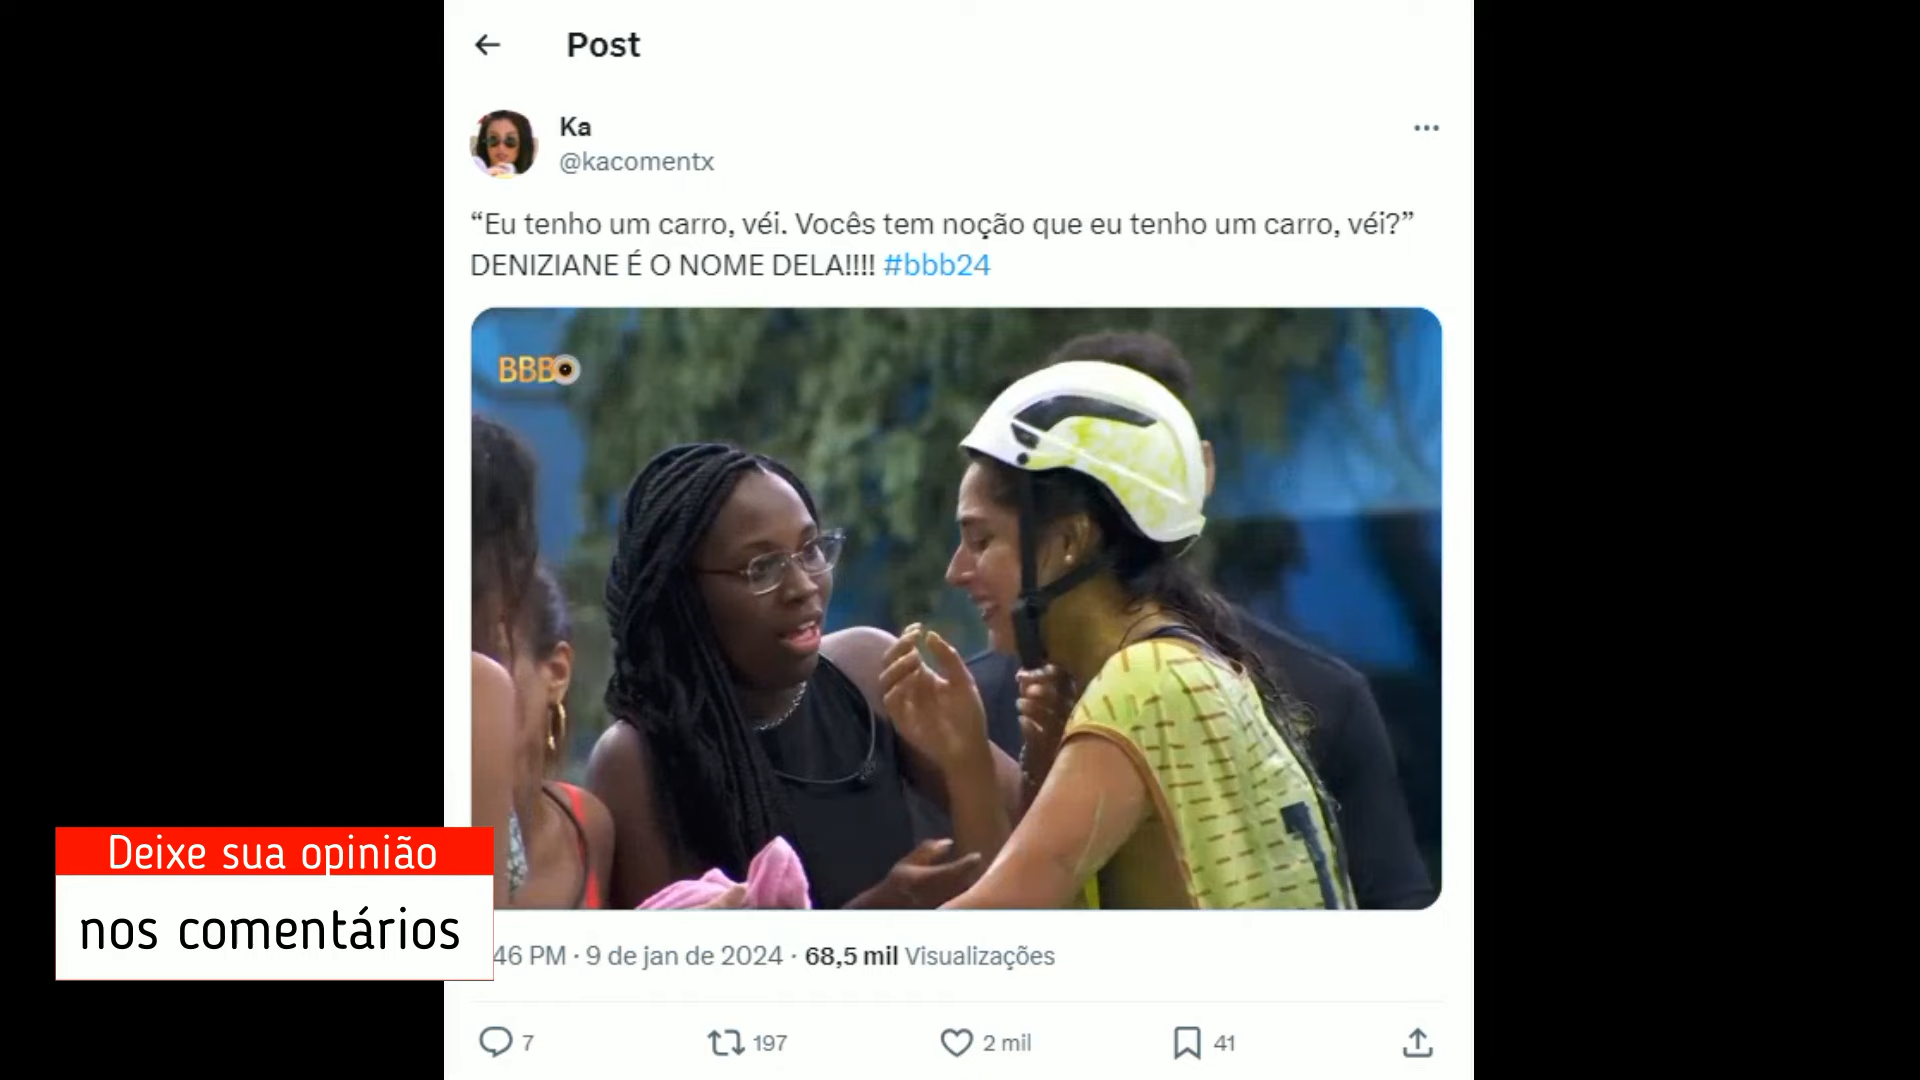 Post
Ka
@kacomentx
“Eu tenho um carro, véi. Vocês tem noção que eu tenho um carro, véi?”
DENIZIANE É O NOME DELA!!!! #bbb24
BBB
Deixe sua opinião
nos comentários
46 PM · 9 de jan de 2024 · 68,5 mil Visualizações
7 197 2 mil 41